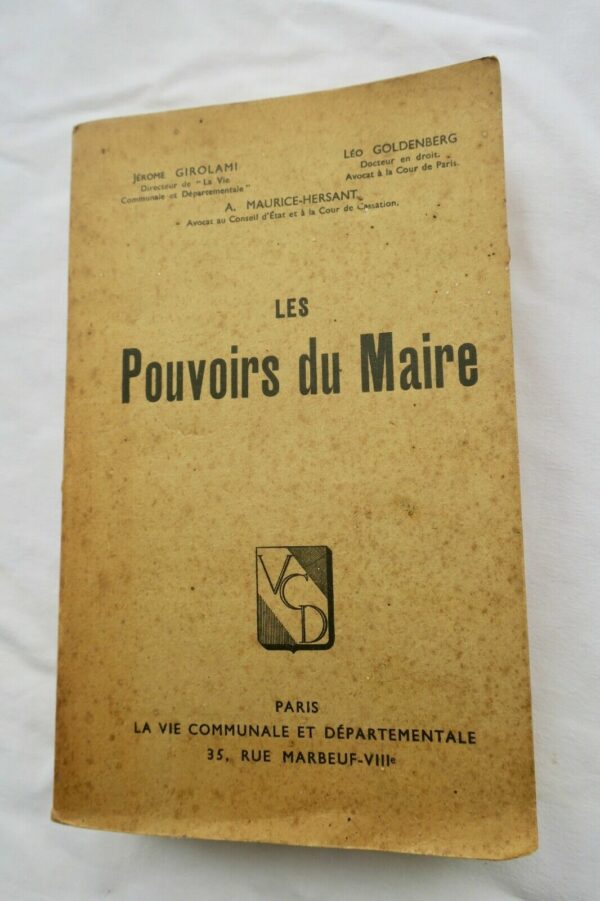 JÉROME GIROLAMI
Directeur de "La Vie
Communale et Départementale"
LÉO GOLDENBERG
Docteur en droit.
Avocat à la Cour de Paris.
A. MAURICE-HERSANT,
Avocat au Conseil d'État et à la Cour de Cassation.
LES
Pouvoirs du Maire
VCD
PARIS
LA VIE COMMUNALE ET DÉPARTEMENTALE
35, RUE MARBEUF-VIIIe